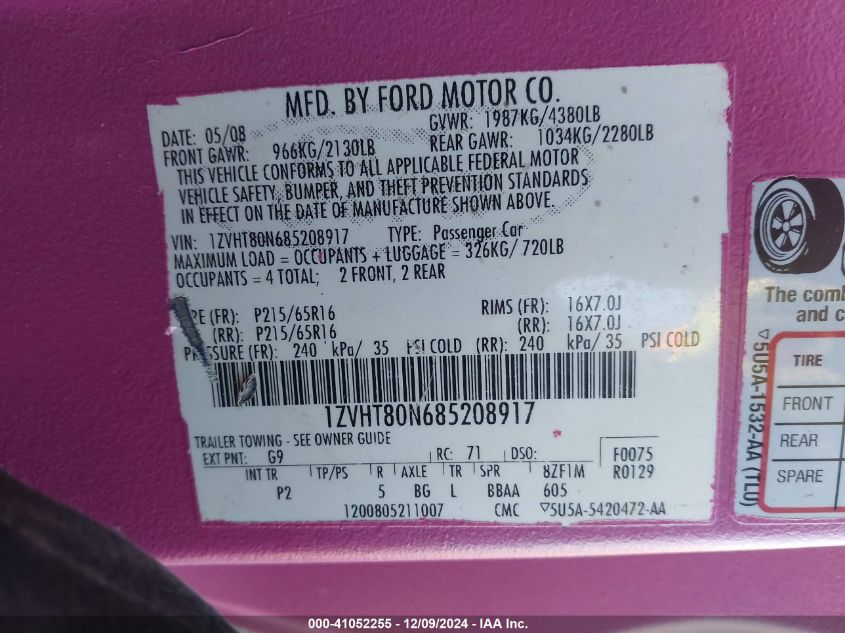 MFD. BY FORD MOTOR CO.
DATE: 05/08 GVWR: 1987KG/4380LB
FRONT GAWR: 966KG/2130LB REAR GAWR: 1034KG/2280LB
THIS VEHICLE CONFORMS TO ALL APPLICABLE FEDERAL MOTOR
VEHICLE SAFETY, BUMPER, AND THEFT PREVENTION STANDARDS
IN EFFECT ON THE DATE OF MANUFACTURE SHOWN ABOVE.
VIN: 1ZVHT80N685208917 TYPE: Passenger Car
MAXIMUM LOAD = OCCUPANTS + LUGGAGE = 326KG/ 720LB
OCCUPANTS = 4 TOTAL; 2 FRONT, 2 REAR
RE (FR): P215/65R16 RIMS (FR): 16X7.0J
(RR): P215/65R16 (RR): 16X7.0J
PRESSURE (FR): 240 kPa/ 35 PSI COLD (RR): 240 kPa/ 35 PSI COLD
1ZVHT80N685208917
TRAILER TOWING - SEE OWNER GUIDE
EXT PNT: G9 RC: 71 DSO: F0075
INT TR TP/PS R AXLE TR SPR 8ZF1M R0129
P2 5 BG L BBAA 605
1200805211007 CMC ▽5U5A-5420472-AA
The comb
and c
▽5U5A-1532-AA (TLU)
TIRE
FRONT
REAR
SPARE
000-41052255 - 12/09/2024 - IAA Inc.